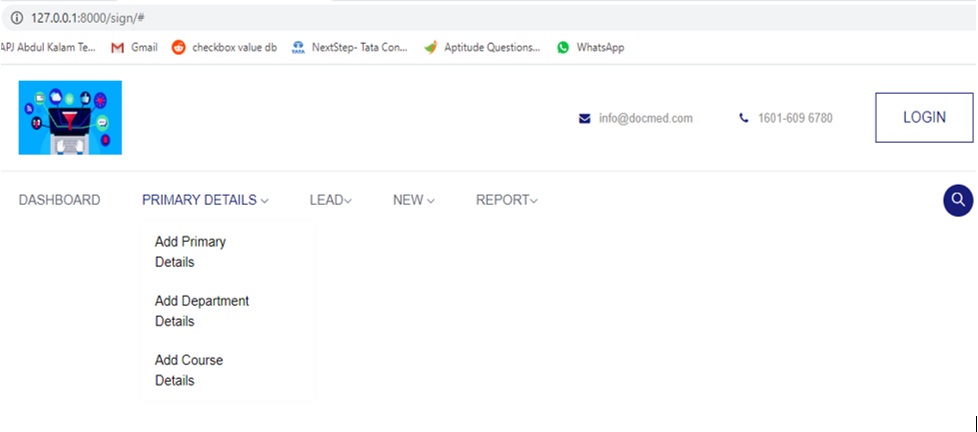 127.0.0.1:8000/sign/#
APJ Abdul Kalam Te... Gmail checkbox value db NextStep- Tata Con... Aptitude Questions... WhatsApp
info@docmed.com 1601-609 6780 LOGIN
DASHBOARD PRIMARY DETAILS LEAD NEW REPORT
Add Primary
Details
Add Department
Details
Add Course
Details